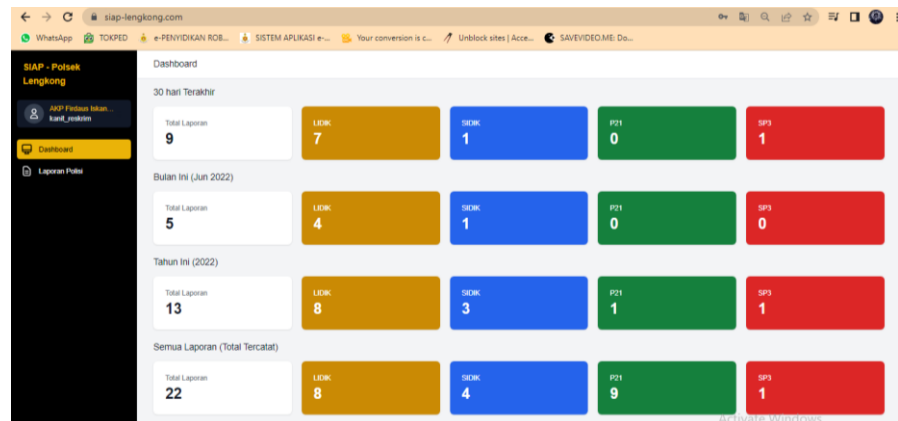 siap-lengkong.com
WhatsApp TOKPED e-PENYIDIKAN ROB... SISTEM APLIKASI e-... Your conversion is c... Unblock sites | Acce... SAVEVIDEO.ME: Do...
SIAP - Polsek
Lengkong
AKP Firdaus Iskan...
kanit_reskrim
Dashboard
Laporan Polisi
Dashboard
30 hari Terakhir
Total Laporan LIDIK SIDIK P21 SP3
9 7 1 0 1
Bulan Ini (Jun 2022)
Total Laporan LIDIK SIDIK P21 SP3
5 4 1 0 0
Tahun Ini (2022)
Total Laporan LIDIK SIDIK P21 SP3
13 8 3 1 1
Semua Laporan (Total Tercatat)
Total Laporan LIDIK SIDIK P21 SP3
22 8 4 9 1
Activate Windows